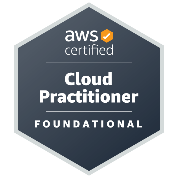 aws
certified
Cloud
Practitioner
FOUNDATIONAL